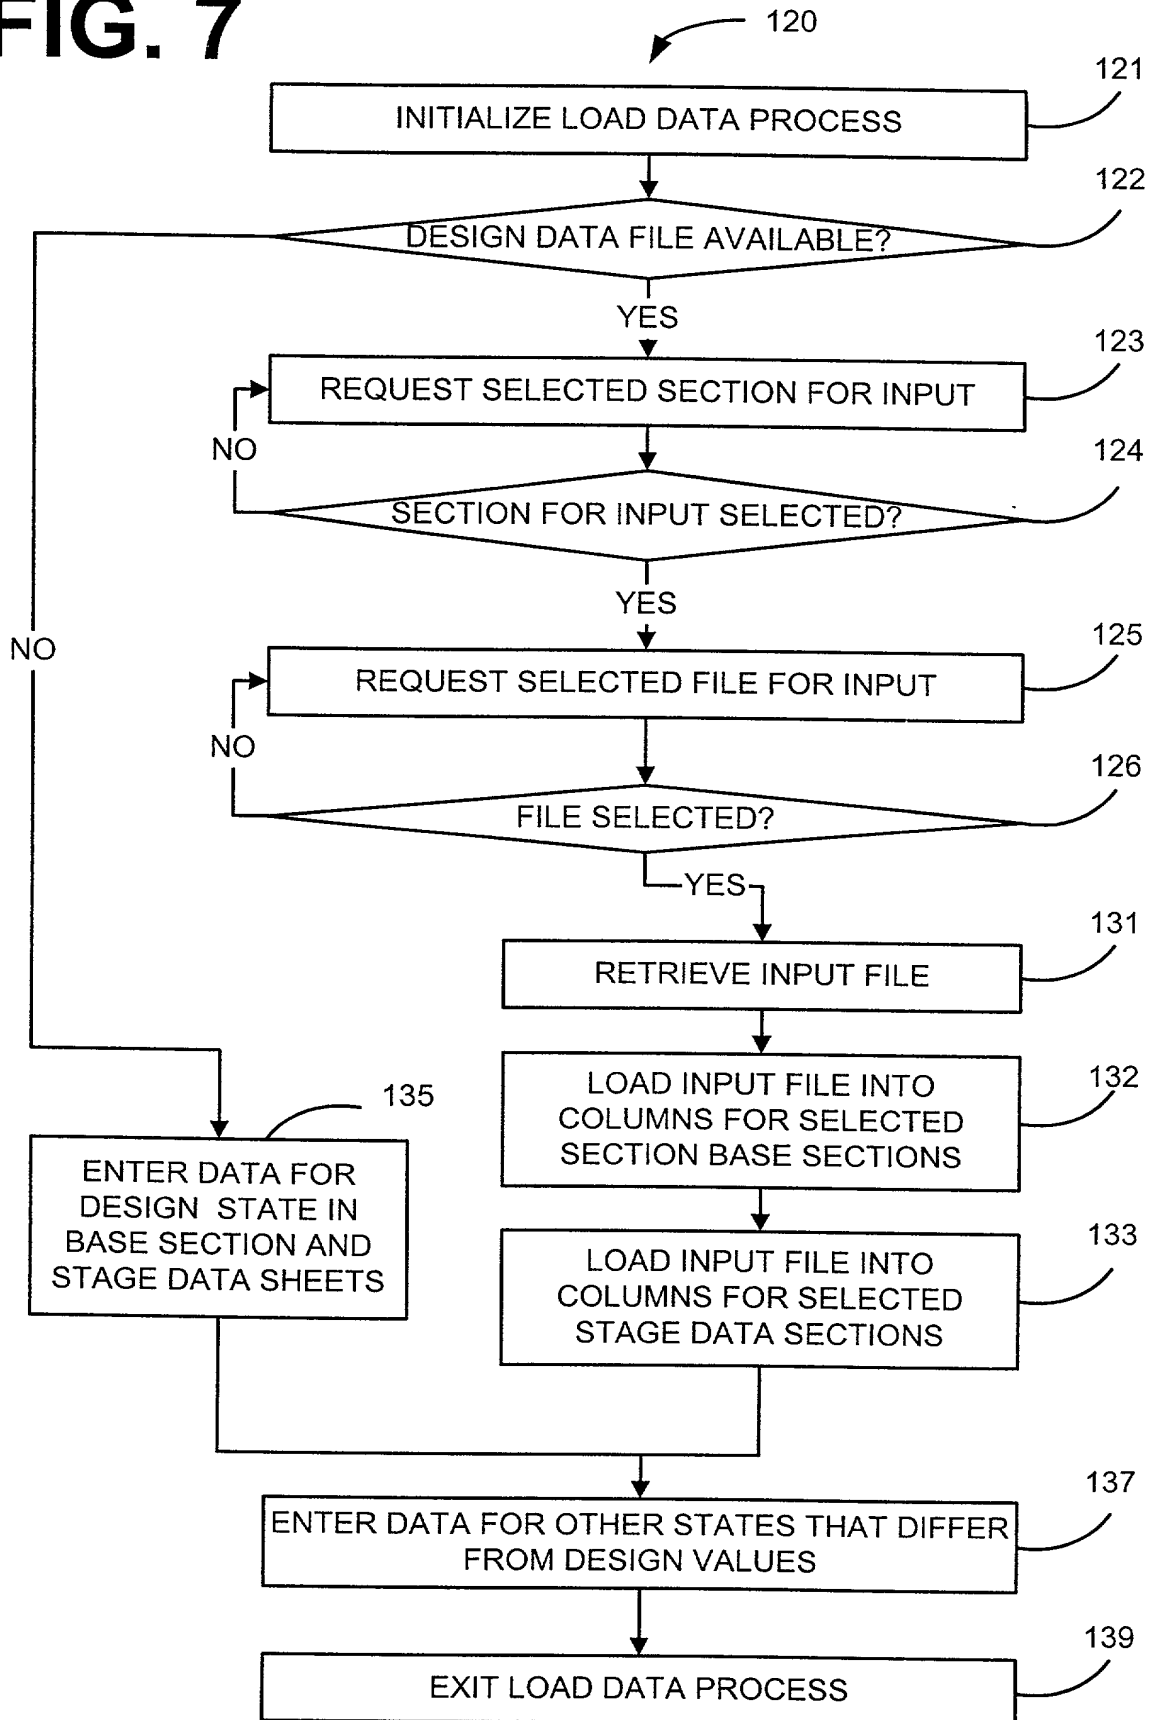 FIG. 7
120
INITIALIZE LOAD DATA PROCESS
121
DESIGN DATA FILE AVAILABLE?
122
YES
REQUEST SELECTED SECTION FOR INPUT
123
NO
SECTION FOR INPUT SELECTED?
124
YES
NO
REQUEST SELECTED FILE FOR INPUT
125
NO
FILE SELECTED?
126
YES
RETRIEVE INPUT FILE
131
LOAD INPUT FILE INTO
COLUMNS FOR SELECTED
SECTION BASE SECTIONS
132
135
ENTER DATA FOR
DESIGN STATE IN
BASE SECTION AND
STAGE DATA SHEETS
LOAD INPUT FILE INTO
COLUMNS FOR SELECTED
STAGE DATA SECTIONS
133
ENTER DATA FOR OTHER STATES THAT DIFFER
FROM DESIGN VALUES
137
EXIT LOAD DATA PROCESS
139